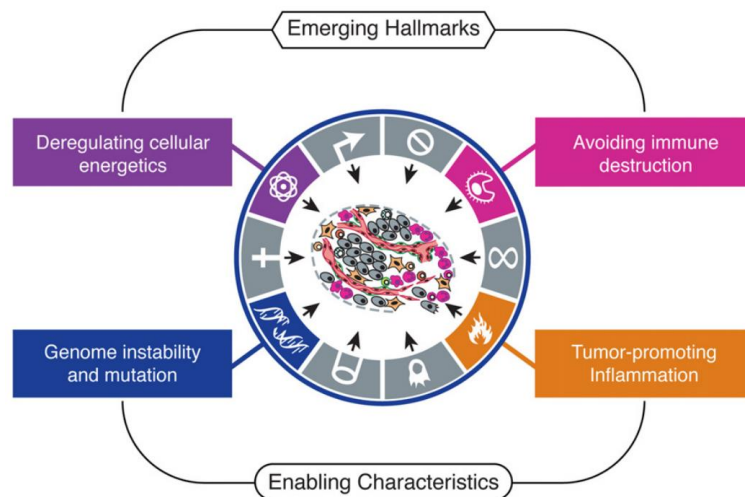 Emerging Hallmarks
Deregulating cellular
energetics
Avoiding immune
destruction
Genome instability
and mutation
Tumor-promoting
Inflammation
Enabling Characteristics